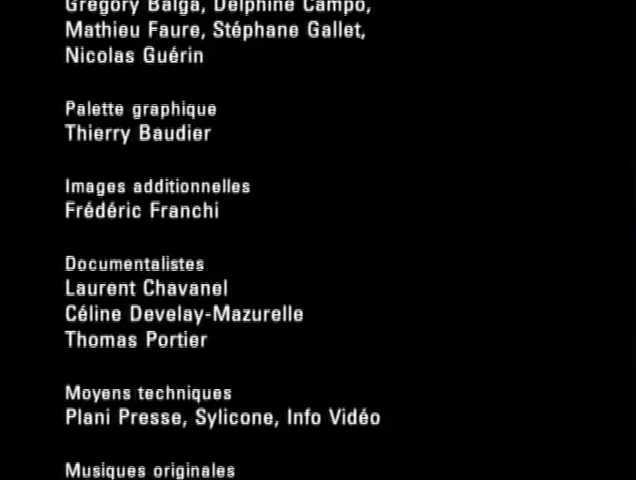 Grégory Balga, Delphine Campo,
Mathieu Faure, Stéphane Gallet,
Nicolas Guérin
Palette graphique
Thierry Baudier
Images additionnelles
Frédéric Franchi
Documentalistes
Laurent Chavanel
Céline Develay-Mazurelle
Thomas Portier
Moyens techniques
Plani Presse, Sylicone, Info Vidéo
Musiques originales